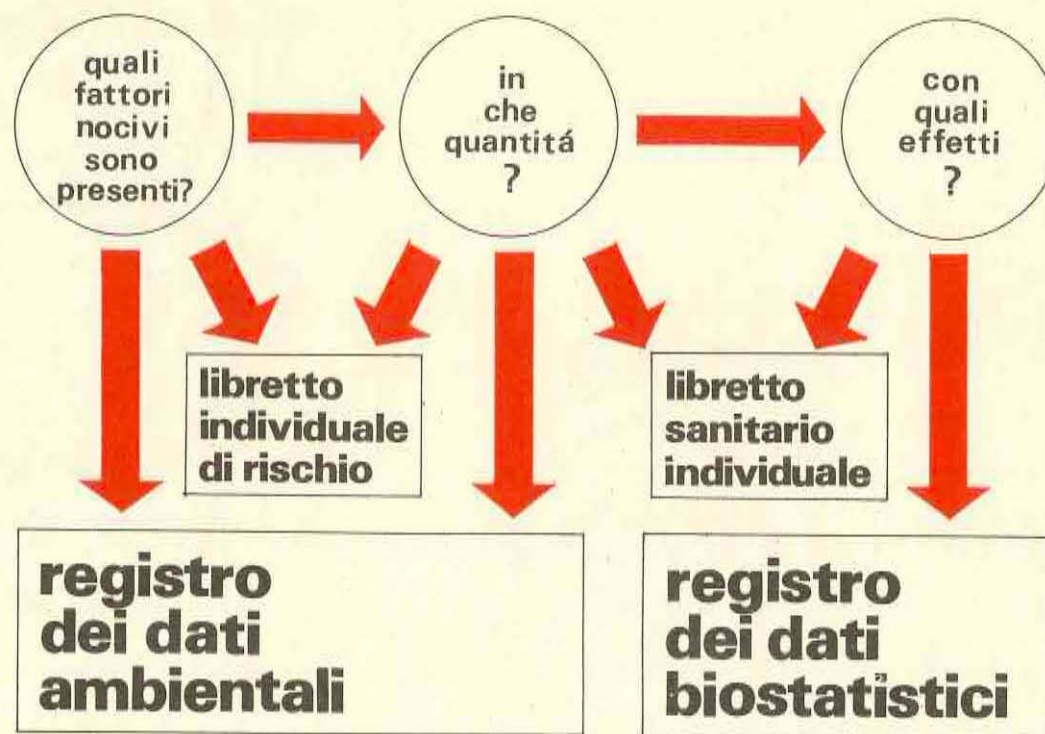 quali
fattori
nocivi
sono
presenti?
in
che
quantitá
?
con
quali
effetti
?
libretto
individuale
di rischio
libretto
sanitario
individuale
registro
dei dati
ambientali
registro
dei dati
biostatistici